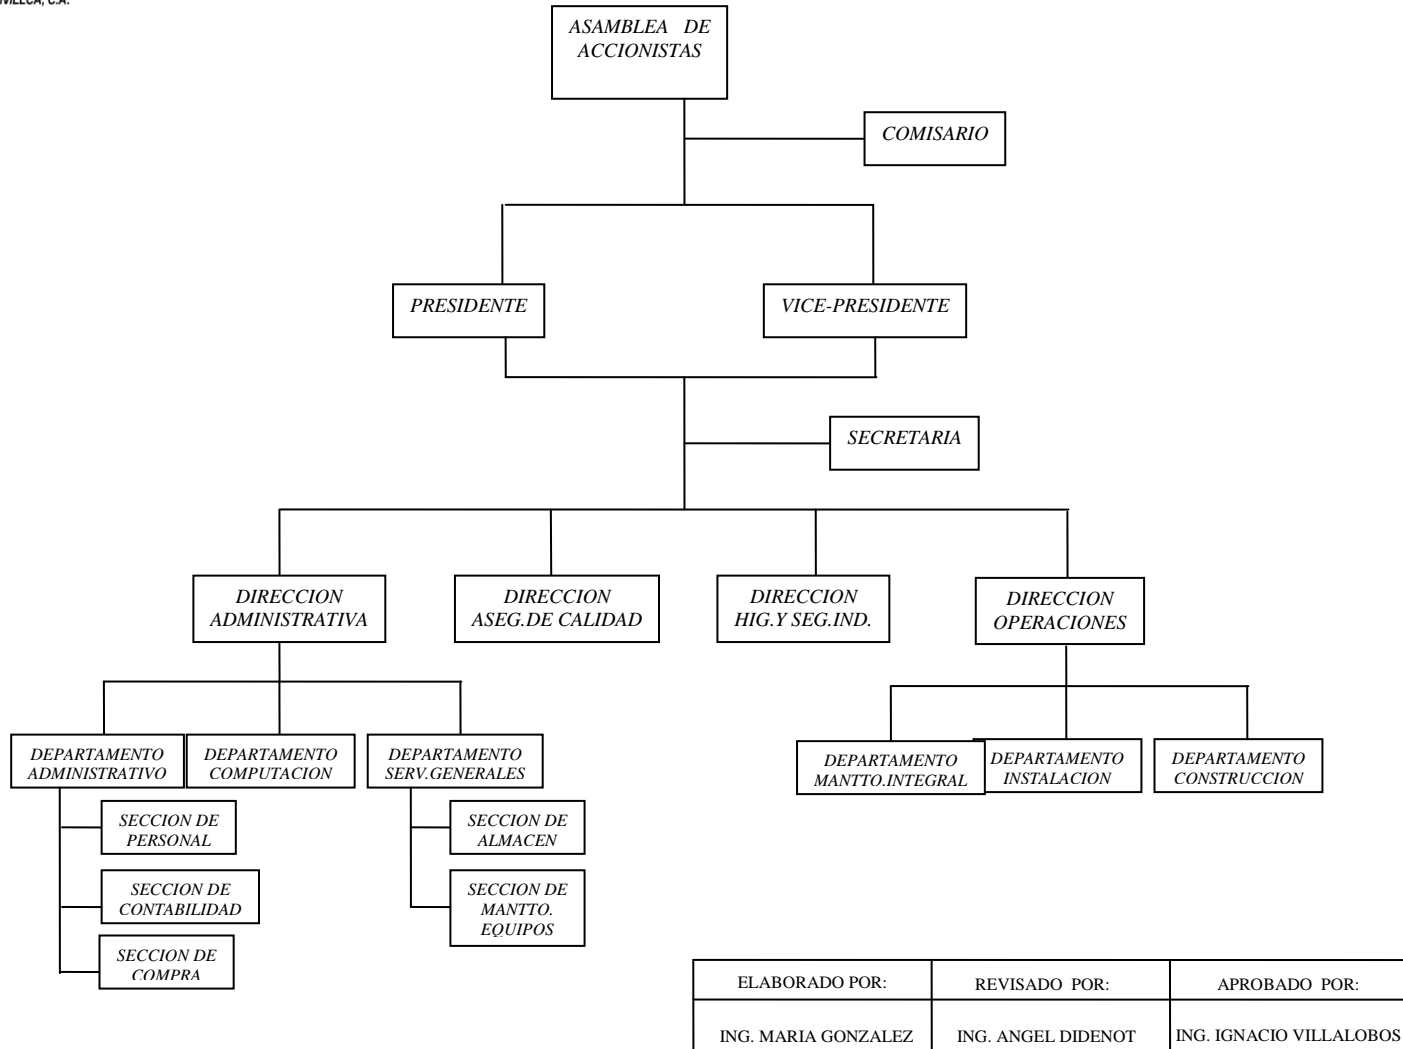 C.A.
ASAMBLEA DE
ACCIONISTAS
COMISARIO
PRESIDENTE
VICE-PRESIDENTE
SECRETARIA
DIRECCION
ADMINISTRATIVA
DIRECCION
ASEG.DE CALIDAD
DIRECCION
HIG.Y SEG.IND.
DIRECCION
OPERACIONES
DEPARTAMENTO
ADMINISTRATIVO
DEPARTAMENTO
COMPUTACION
DEPARTAMENTO
SERV.GENERALES
DEPARTAMENTO
MANTTO.INTEGRAL
DEPARTAMENTO
INSTALACION
DEPARTAMENTO
CONSTRUCCION
SECCION DE
PERSONAL
SECCION DE
CONTABILIDAD
SECCION DE
COMPRA
SECCION DE
ALMACEN
SECCION DE
MANTTO.
EQUIPOS
ELABORADO POR:
REVISADO POR:
APROBADO POR:
ING. MARIA GONZALEZ
ING. ANGEL DIDENOT
ING. IGNACIO VILLALOBOS